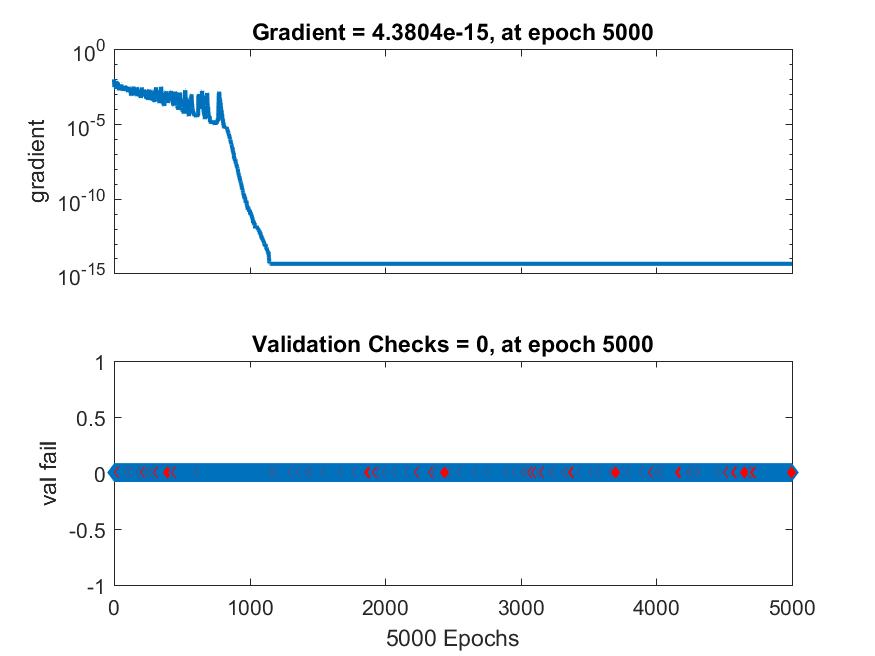 Gradient = 4.3804e-15, at epoch 5000
10^0
10^-5
10^-10
10^-15
gradient
Validation Checks = 0, at epoch 5000
1
0.5
0
-0.5
-1
val fail
0 1000 2000 3000 4000 5000
5000 Epochs